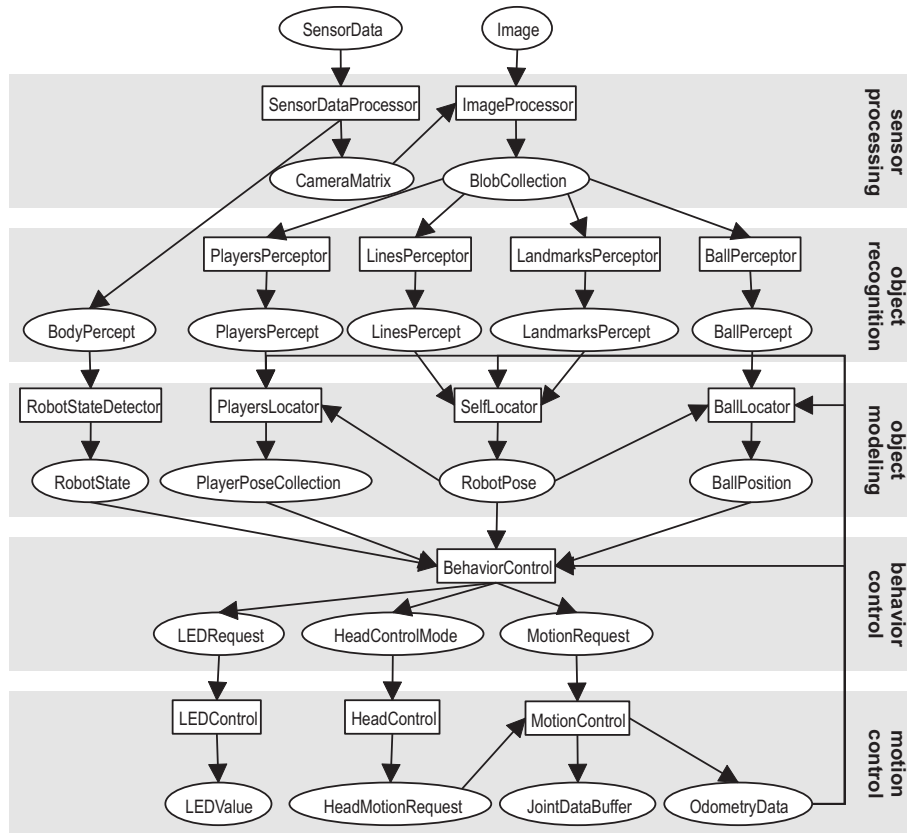 SensorData
Image
SensorDataProcessor
ImageProcessor
CameraMatrix
BlobCollection
sensor
processing
PlayersPerceptor
LinesPerceptor
LandmarksPerceptor
BallPerceptor
BodyPercept
PlayersPercept
LinesPercept
LandmarksPercept
BallPercept
object
recognition
RobotStateDetector
PlayersLocator
SelfLocator
BallLocator
RobotState
PlayerPoseCollection
RobotPose
BallPosition
object
modeling
BehaviorControl
LEDRequest
HeadControlMode
MotionRequest
behavior
control
LEDControl
HeadControl
MotionControl
LEDValue
HeadMotionRequest
JointDataBuffer
OdometryData
motion
control